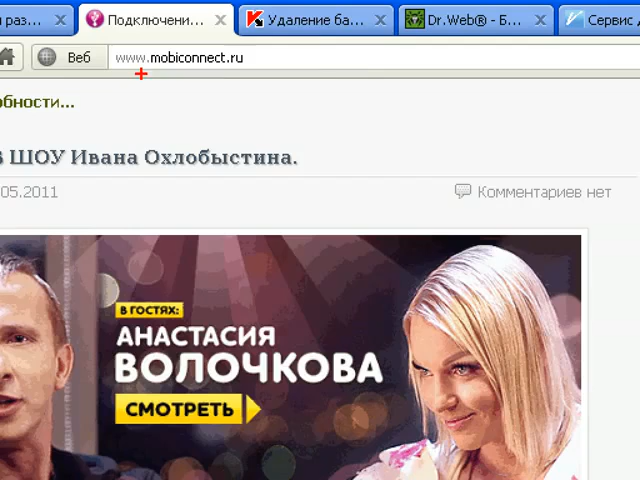 и раз...
Подключени...
Удаление ба...
Dr.Web® - Б...
Сервис
Веб
www.mobiconnect.ru
обности...
ШОУ Ивана Охлобыстина.
05.2011
Комментариев нет
В ГОСТЯХ:
АНАСТАСИЯ
ВОЛОЧКОВА
СМОТРЕТЬ